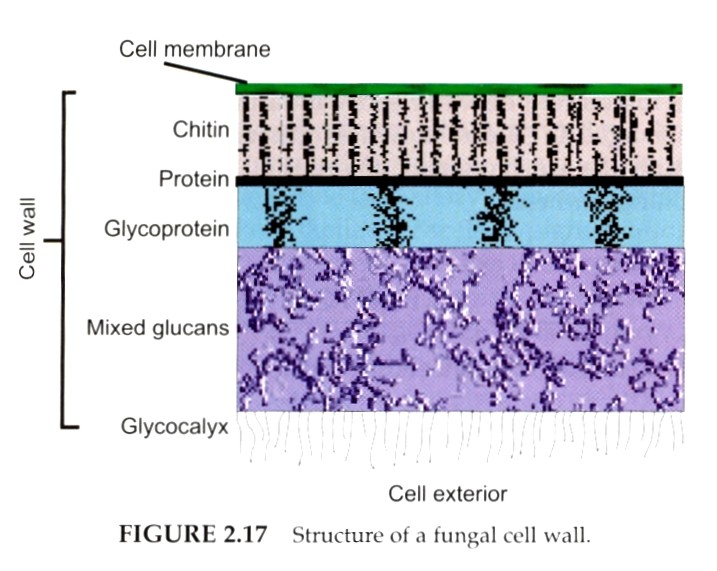 Cell membrane
Chitin
Protein
Glycoprotein
Cell wall
Mixed glucans
Glycocalyx
Cell exterior
FIGURE 2.17 Structure of a fungal cell wall.